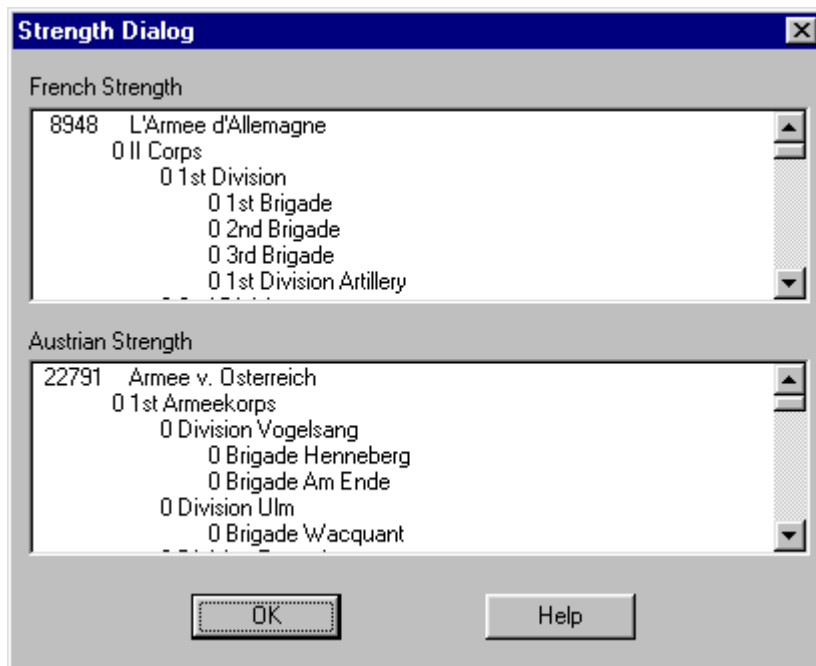 Strength Dialog
French Strength
8948 L'Armee d'Allemagne
0 II Corps
0 1st Division
0 1st Brigade
0 2nd Brigade
0 3rd Brigade
0 1st Division Artillery
Austrian Strength
22791 Armee v. Osterreich
0 1st Armeekorps
0 Division Vogelsang
0 Brigade Henneberg
0 Brigade Am Ende
0 Division Ulm
0 Brigade Wacquant
OK Help